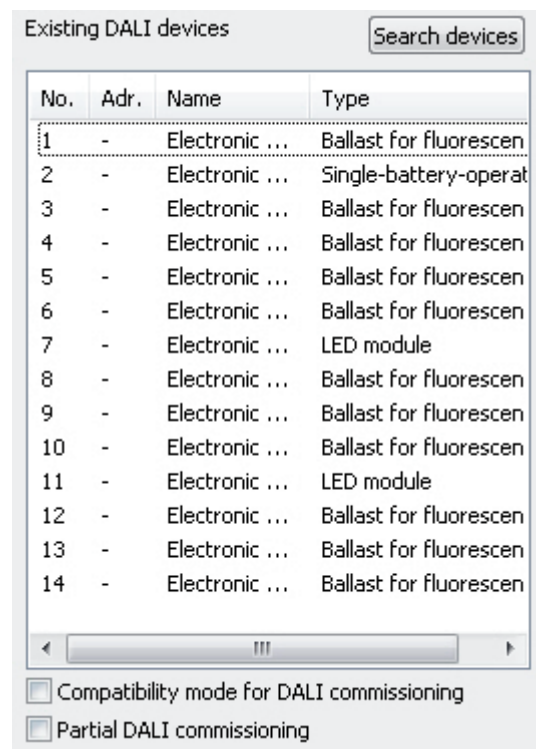 Existing DALI devices Search devices
No. Adr. Name Type
1 - Electronic ... Ballast for fluorescen
2 - Electronic ... Single-battery-operat
3 - Electronic ... Ballast for fluorescen
4 - Electronic ... Ballast for fluorescen
5 - Electronic ... Ballast for fluorescen
6 - Electronic ... Ballast for fluorescen
7 - Electronic ... LED module
8 - Electronic ... Ballast for fluorescen
9 - Electronic ... Ballast for fluorescen
10 - Electronic ... Ballast for fluorescen
11 - Electronic ... LED module
12 - Electronic ... Ballast for fluorescen
13 - Electronic ... Ballast for fluorescen
14 - Electronic ... Ballast for fluorescen
Compatibility mode for DALI commissioning
Partial DALI commissioning